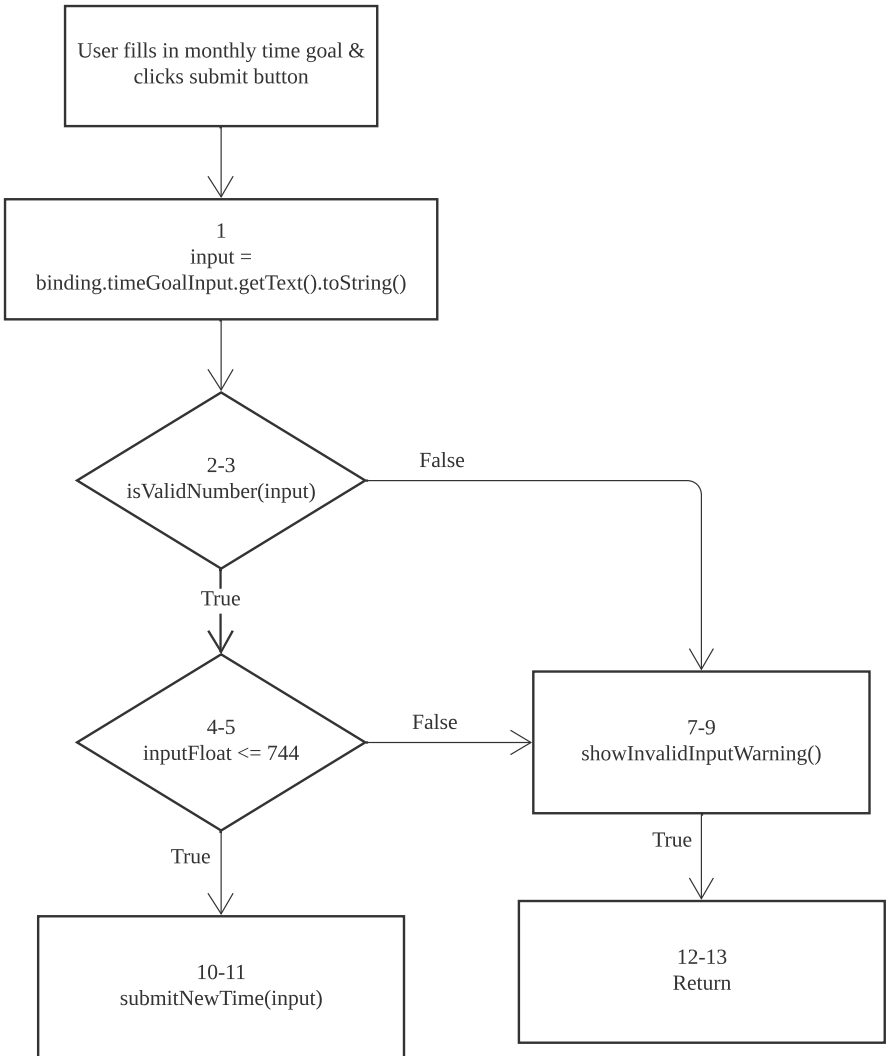 User fills in monthly time goal &
clicks submit button
1
input =
binding.timeGoalInput.getText().toString()
2-3
isValidNumber(input)
False
True
4-5
inputFloat <= 744
False
7-9
showInvalidInputWarning()
True
True
10-11
submitNewTime(input)
12-13
Return